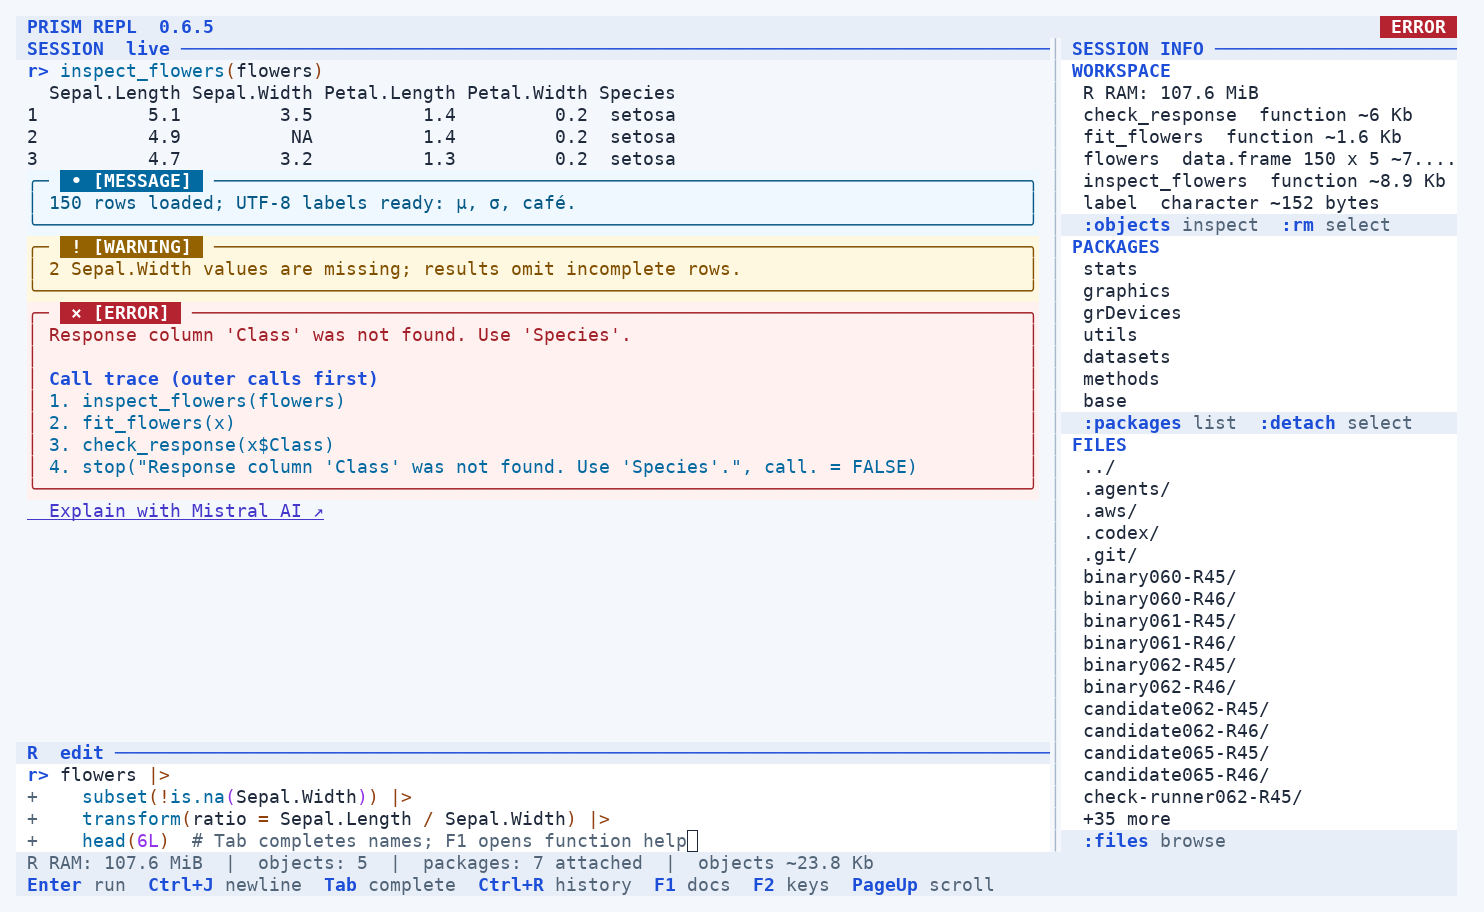 PRISM REPL  0.6.5
ERROR
SESSION  live
r> inspect_flowers(flowers)
  Sepal.Length Sepal.Width Petal.Length Petal.Width Species
1          5.1         3.5          1.4         0.2  setosa
2          4.9          NA          1.4         0.2  setosa
3          4.7         3.2          1.3         0.2  setosa
• [MESSAGE]
150 rows loaded; UTF-8 labels ready: μ, σ, café.
! [WARNING]
2 Sepal.Width values are missing; results omit incomplete rows.
× [ERROR]
Response column 'Class' was not found. Use 'Species'.
Call trace (outer calls first)
1. inspect_flowers(flowers)
2. fit_flowers(x)
3. check_response(x$Class)
4. stop("Response column 'Class' was not found. Use 'Species'.", call. = FALSE)
Explain with Mistral AI ↗
R  edit
r> flowers |>
+    subset(!is.na(Sepal.Width)) |>
+    transform(ratio = Sepal.Length / Sepal.Width) |>
+    head(6L)  # Tab completes names; F1 opens function help
SESSION INFO
WORKSPACE
R RAM: 107.6 MiB
check_response  function ~6 Kb
fit_flowers  function ~1.6 Kb
flowers  data.frame 150 x 5 ~7....
inspect_flowers  function ~8.9 Kb
label  character ~152 bytes
:objects inspect  :rm select
PACKAGES
stats
graphics
grDevices
utils
datasets
methods
base
:packages list  :detach select
FILES
../
.agents/
.aws/
.codex/
.git/
binary060-R45/
binary060-R46/
binary061-R45/
binary061-R46/
binary062-R45/
binary062-R46/
candidate062-R45/
candidate062-R46/
candidate065-R45/
candidate065-R46/
check-runner062-R45/
+35 more
:files browse
R RAM: 107.6 MiB  |  objects: 5  |  packages: 7 attached  |  objects ~23.8 Kb
Enter run  Ctrl+J newline  Tab complete  Ctrl+R history  F1 docs  F2 keys  PageUp scroll